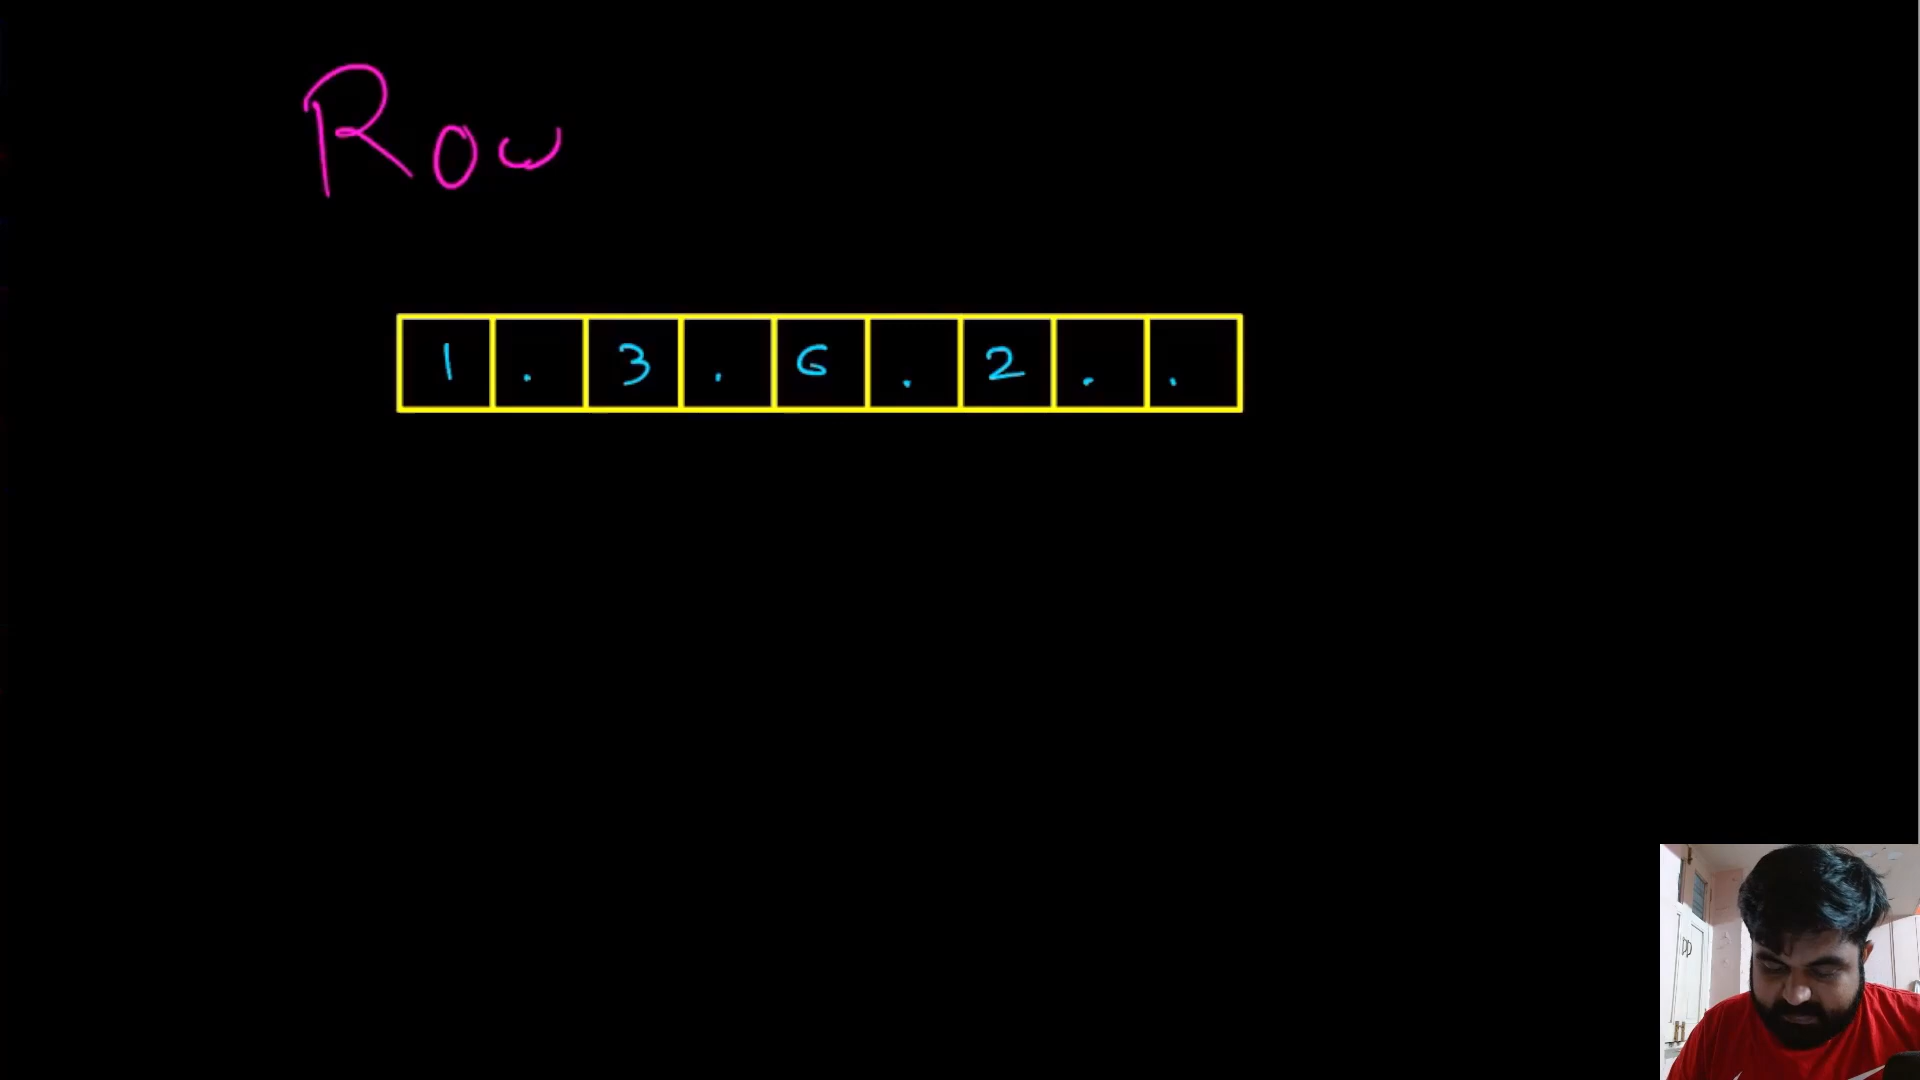 Row
1 . 3 . 6 . 2 . .